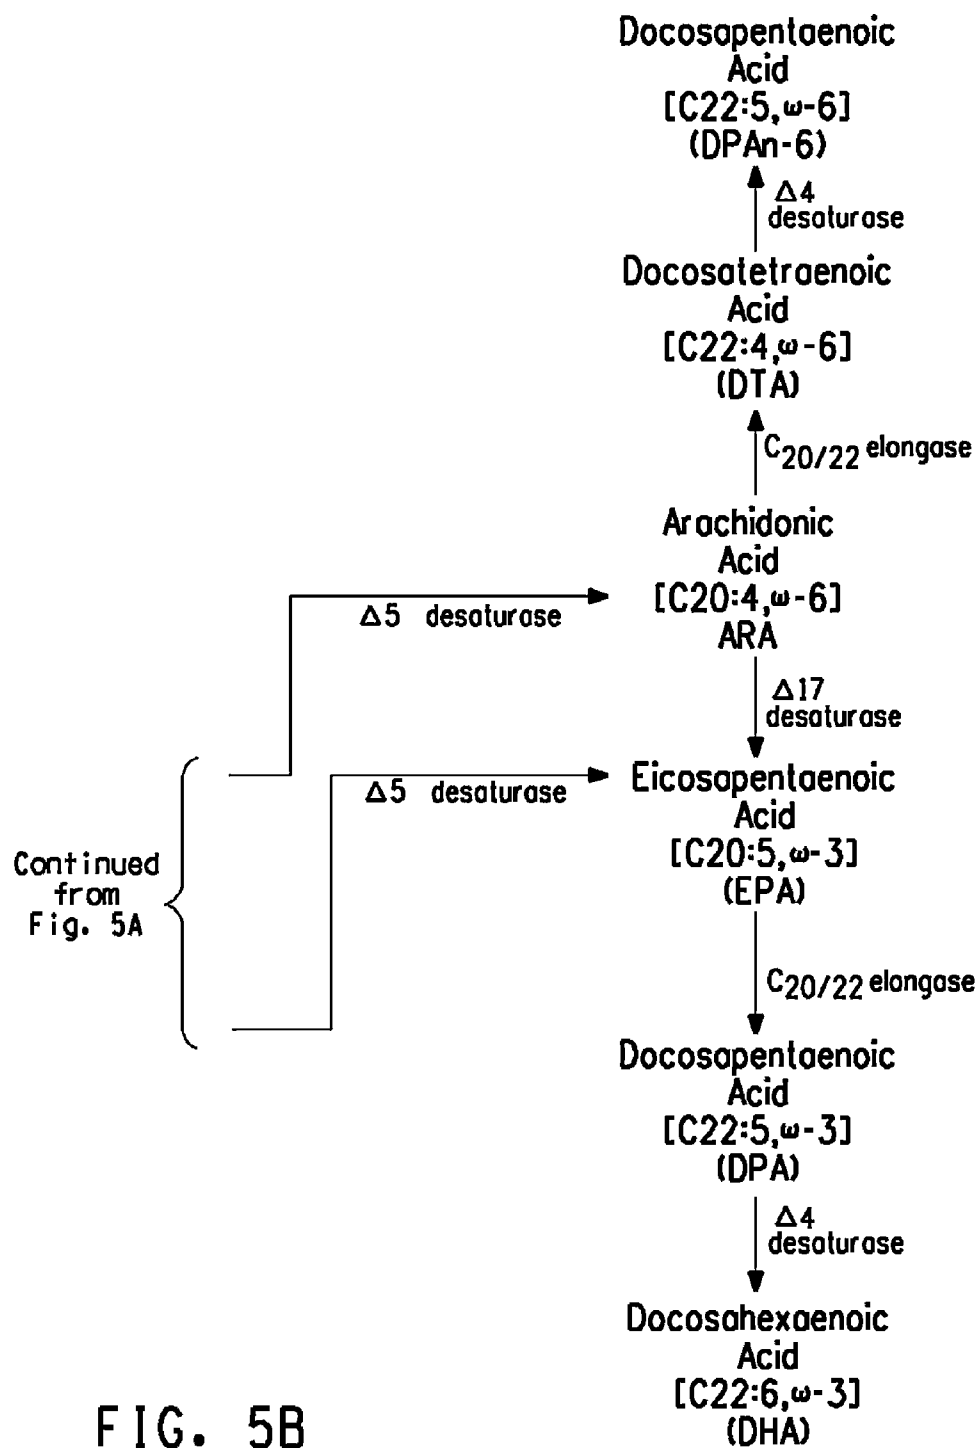 Docosapentaenoic
Acid
[C22:5,ω-6]
(DPAn-6)
Δ4
desaturase
Docosatetraenoic
Acid
[C22:4,ω-6]
(DTA)
C20/22 elongase
Arachidonic
Acid
[C20:4,ω-6]
ARA
Δ5 desaturase
Δ17
desaturase
Eicosapentaenoic
Acid
[C20:5,ω-3]
(EPA)
Δ5 desaturase
Continued
from
Fig. 5A
C20/22 elongase
Docosapentaenoic
Acid
[C22:5,ω-3]
(DPA)
Δ4
desaturase
Docosahexaenoic
Acid
[C22:6,ω-3]
(DHA)
FIG. 5B